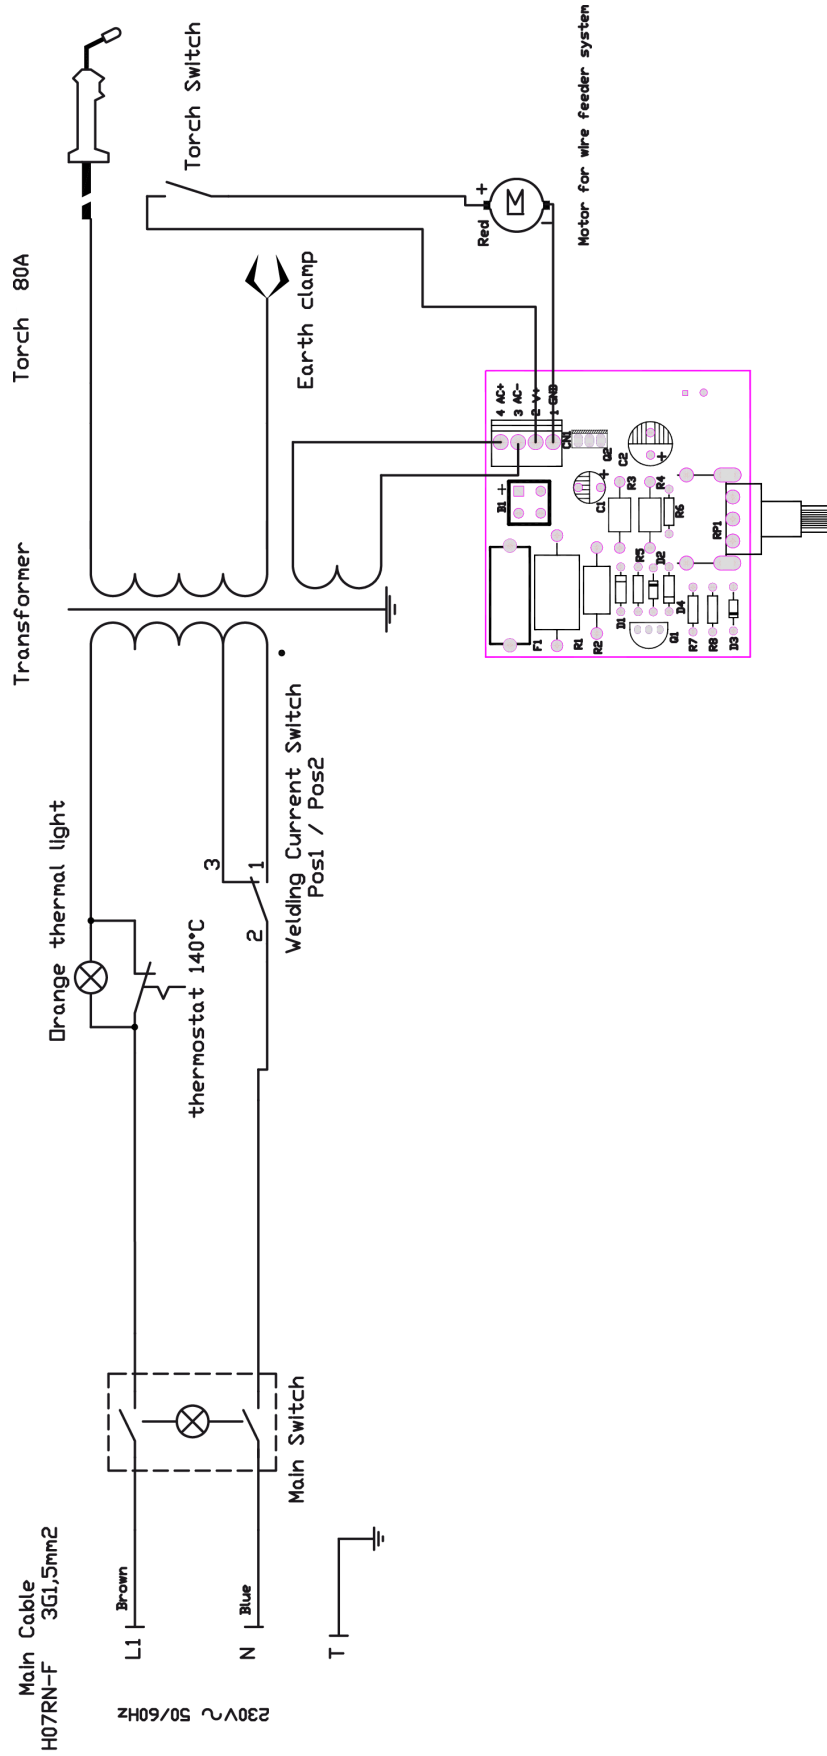 Main Cable
H07RN-F 3G1,5mm2
230V ~ 50/60Hz
L1
Brown
N
Blue
T
Main Switch
Orange thermal light
thermostat 140°C
2
3
1
Welding Current Switch
Pos1 / Pos2
Transformer
Torch 80A
Torch Switch
Earth clamp
Red
+
M
Motor for wire feeder system
4 AC+
3 AC-
2 V+
1 GND
CN1
Q2
C2
+
B1
+
C1
+
R3
R4
R6
RP1
R5
D2
F1
R1
R2
D1
D4
Q1
R7
R8
D3